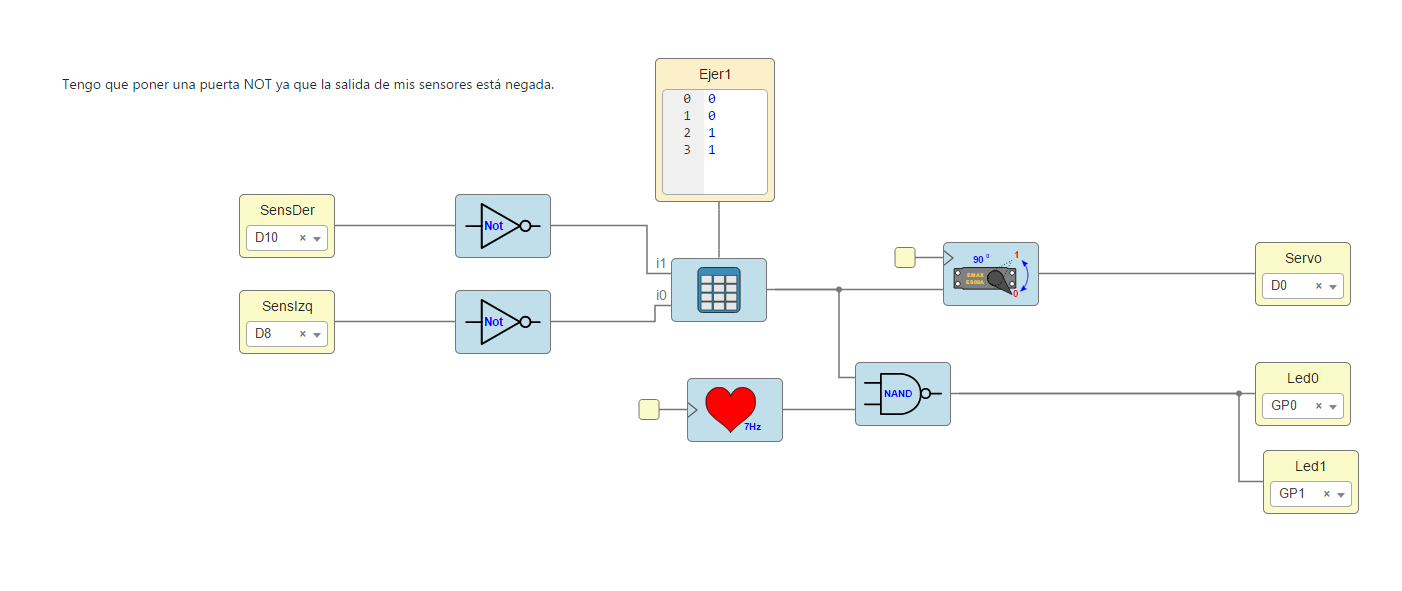 Tengo que poner una puerta NOT ya que la salida de mis sensores está negada.
Ejer1
0 0
1 0
2 1
3 1
SensDer
D10 ×
Not
SensIzq
D8 ×
Not
i1
i0
90 º
1
EMAX
ES08A
0
Servo
D0 ×
7Hz
NAND
Led0
GP0 ×
Led1
GP1 ×